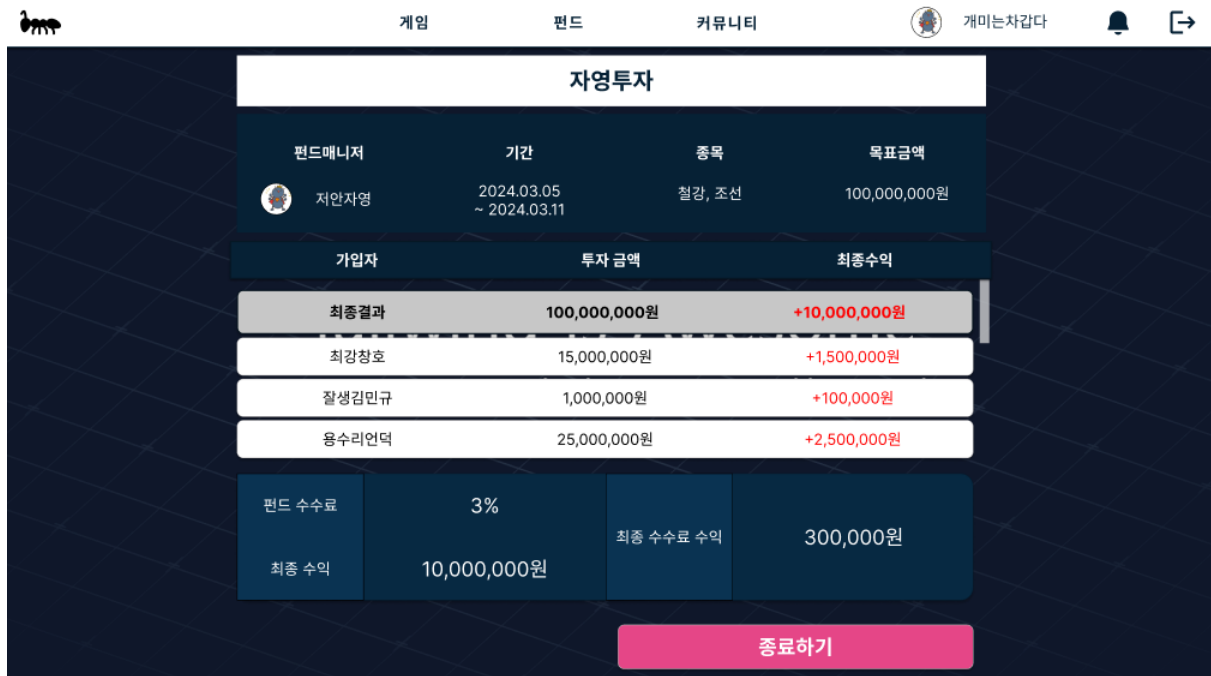 게임 펀드 커뮤니티 개미는차갑다
자영투자
펀드매니저 기간 종목 목표금액
저안자영 2024.03.05 ~ 2024.03.11 철강, 조선 100,000,000원
가입자 투자 금액 최종수익
최종결과 100,000,000원 +10,000,000원
최강창호 15,000,000원 +1,500,000원
잘생김민규 1,000,000원 +100,000원
용수리언덕 25,000,000원 +2,500,000원
펀드 수수료 3%
최종 수익 10,000,000원
최종 수수료 수익 300,000원
종료하기